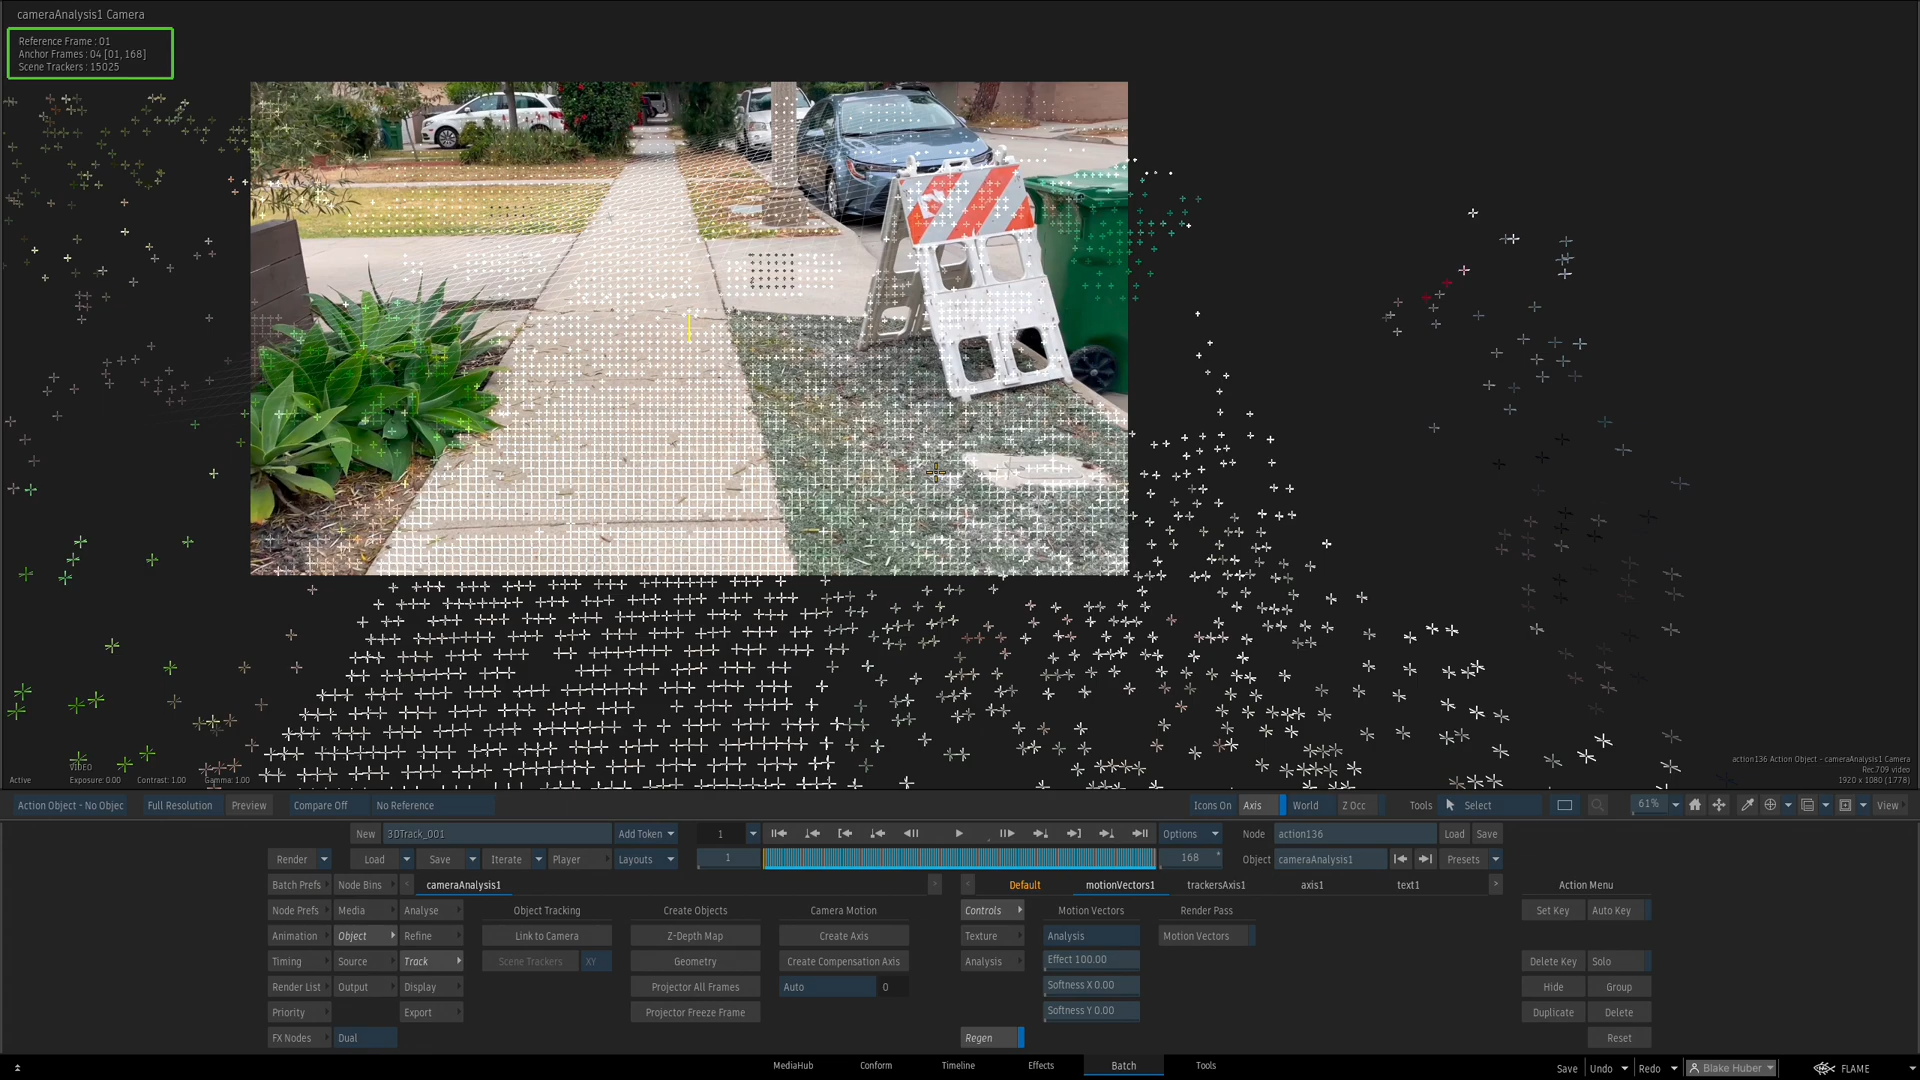 cameraAnalysis1 Camera
Reference Frame : 01
Anchor Frames : 04 [01, 168]
Scene Trackers : 15025
VIDEO
Active Exposure: 0.00 Contrast: 1.00 Gamma: 1.00
action136 Action Object - cameraAnalysis1 Camera
Rec.709 video
1920 x 1080 (1.778)
Action Object - No Objec Full Resolution Preview Compare Off No Reference Icons On Axis World Z Occ Tools Select 61% View
New 3DTrack_001 Add Token 1 Options Node action136 Load Save
Render Load Save Iterate Player Layouts 1 168 Object cameraAnalysis1 Presets
Batch Prefs Node Bins cameraAnalysis1 Default motionVectors1 trackersAxis1 axis1 text1 Action Menu
Node Prefs Media Analyse Object Tracking Create Objects Camera Motion Controls Motion Vectors Render Pass Set Key Auto Key
Animation Object Refine Link to Camera Z-Depth Map Create Axis Texture Analysis Motion Vectors
Timing Source Track Scene Trackers XY Geometry Create Compensation Axis Analysis Effect 100.00 Delete Key Solo
Render List Output Display Projector All Frames Auto 0 Softness X 0.00 Hide Group
Priority Export Projector Freeze Frame Softness Y 0.00 Duplicate Delete
FX Nodes Dual Regen Reset
MediaHub Conform Timeline Effects Batch Tools Save Undo Redo Blake Huber FLAME